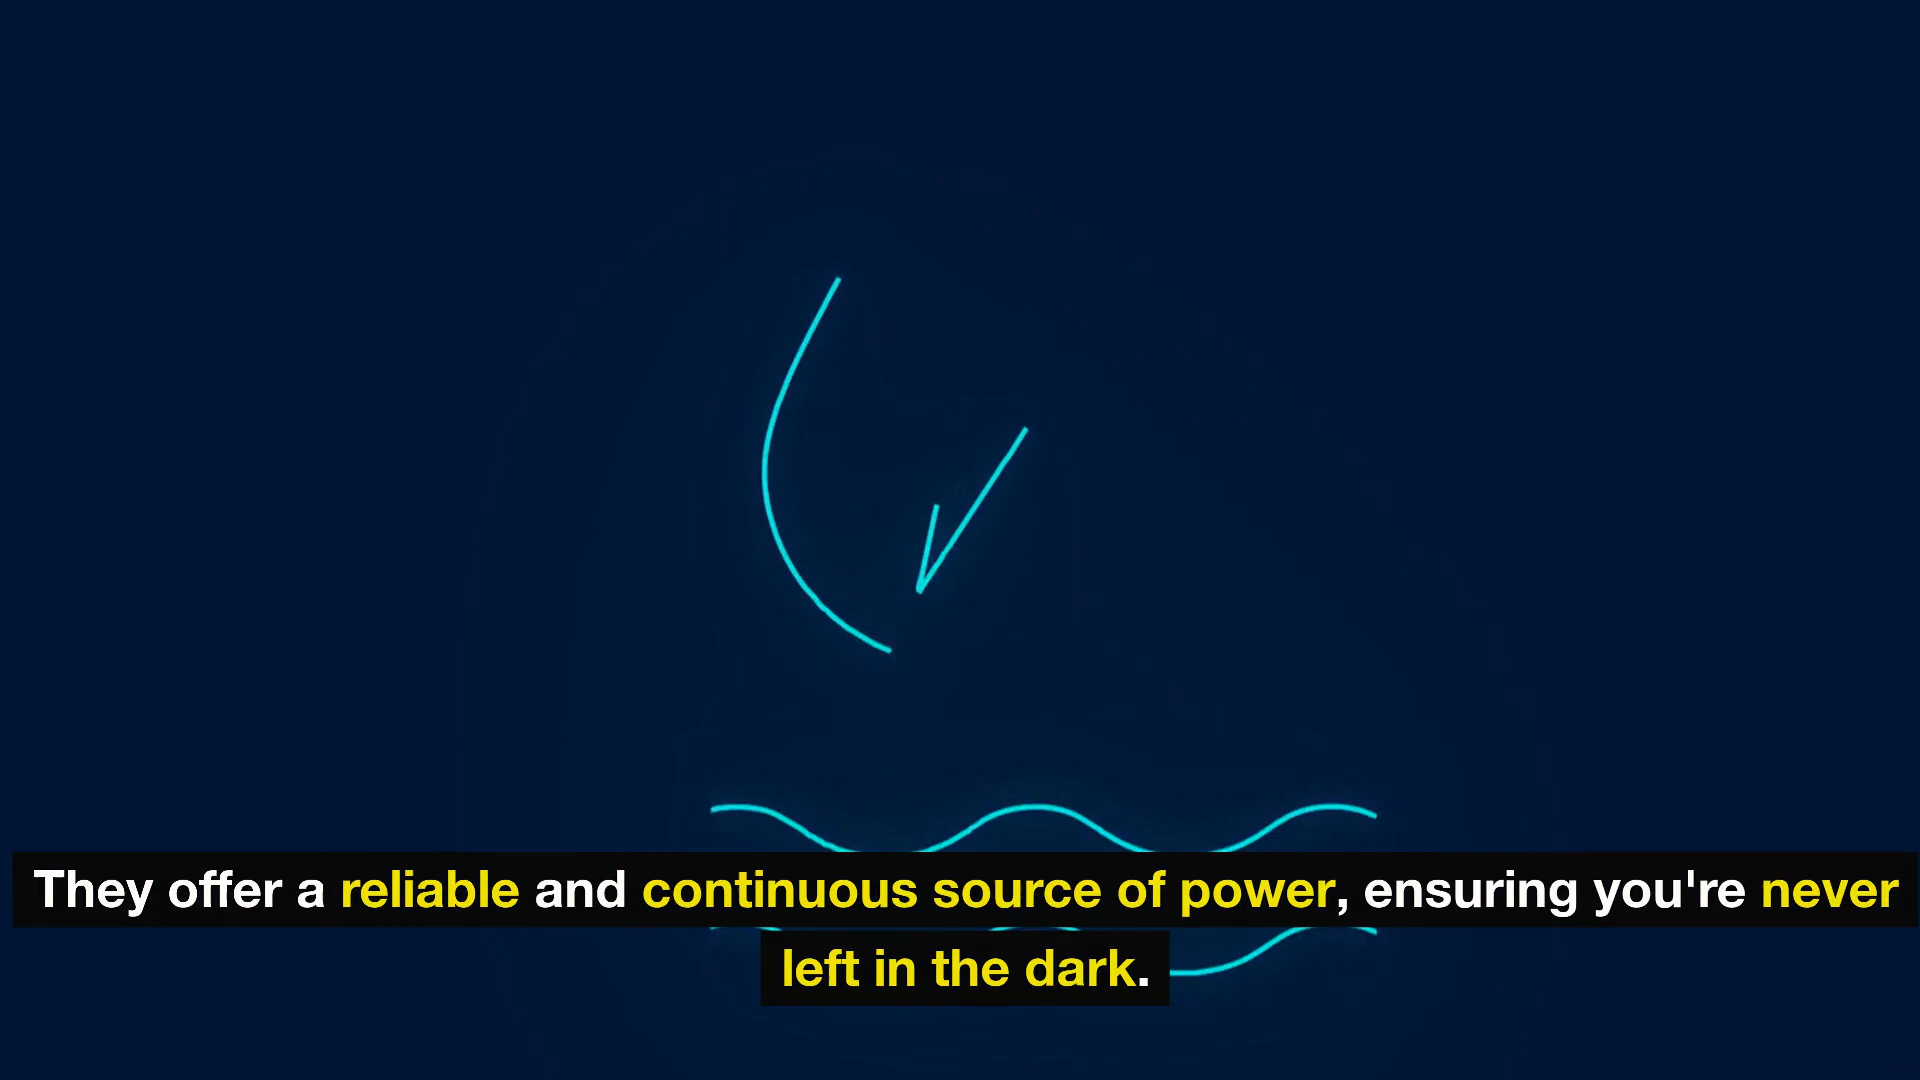 They offer a reliable and continuous source of power, ensuring you're never
left in the dark.